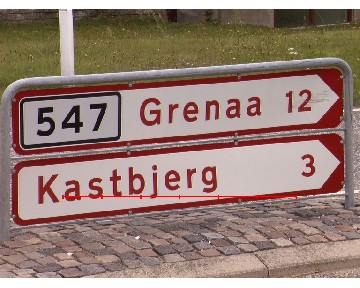 547 Grenaa 12
Kastbjerg 3